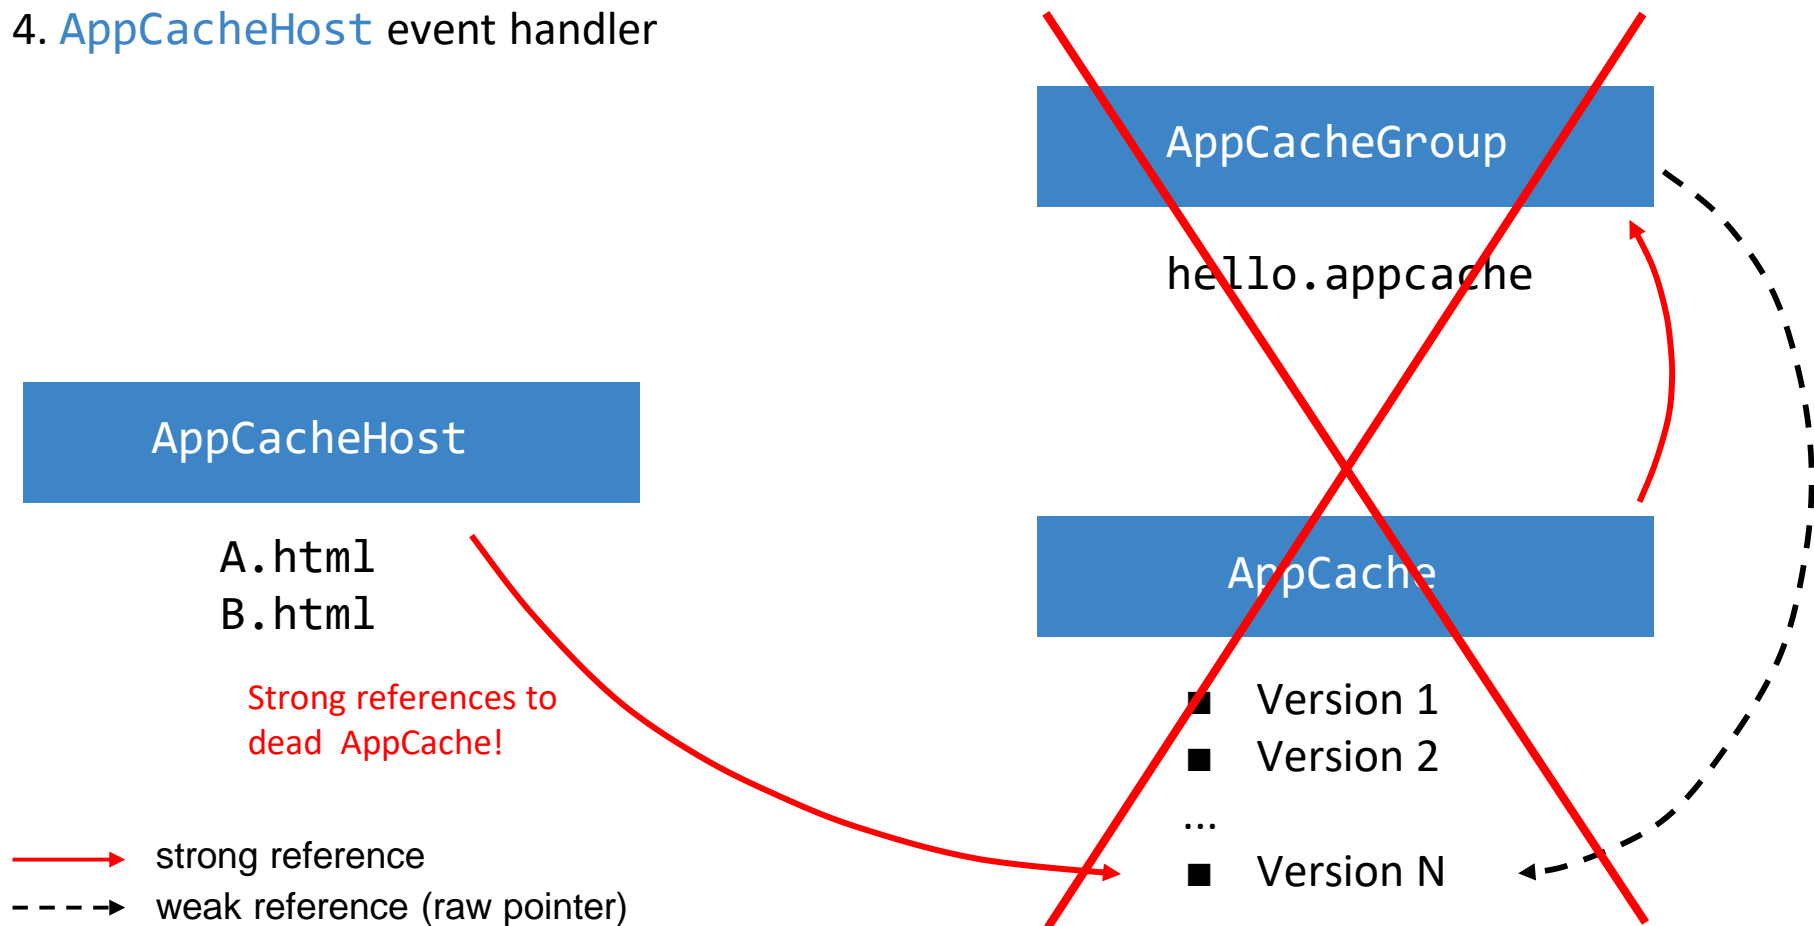 4. AppCacheHost event handler
AppCacheGroup
hello.appcache
AppCacheHost
A.html
B.html
Strong references to
dead AppCache!
AppCache
■ Version 1
■ Version 2
...
■ Version N
strong reference
weak reference (raw pointer)